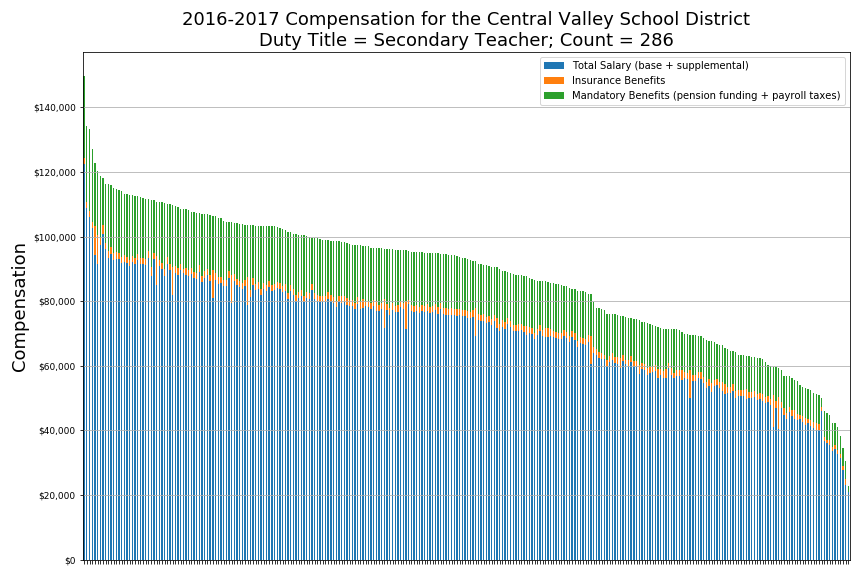 2016-2017 Compensation for the Central Valley School District
Duty Title = Secondary Teacher; Count = 286
Total Salary (base + supplemental)
Insurance Benefits
Mandatory Benefits (pension funding + payroll taxes)
$140,000
$120,000
$100,000
$80,000
$60,000
$40,000
$20,000
$0
Compensation